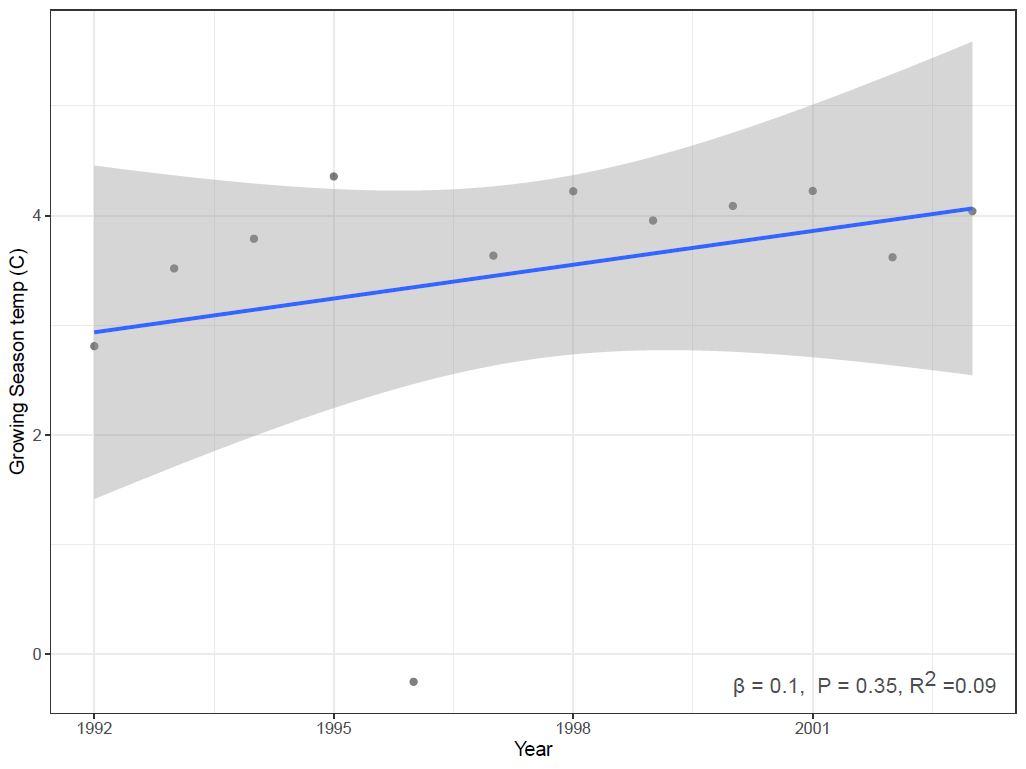 Growing Season temp (C)
4
2
0
β = 0.1,  P = 0.35, R2 =0.09
1992
1995
1998
2001
Year